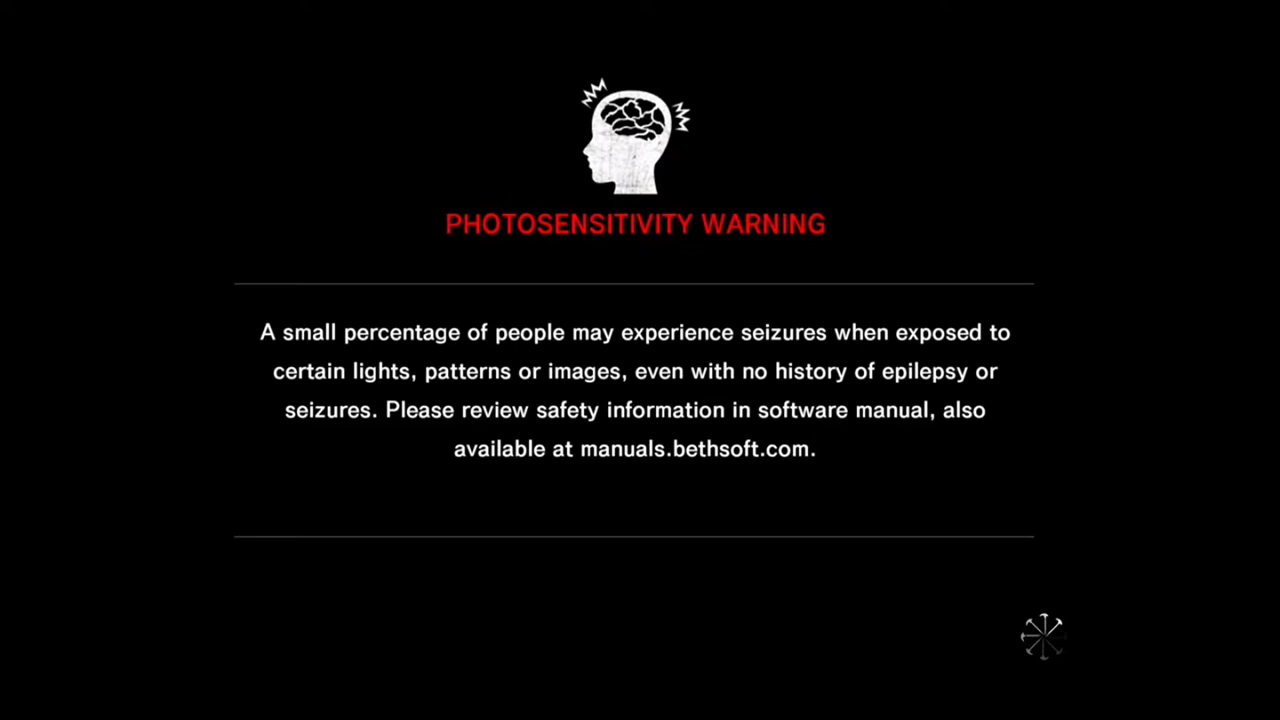 PHOTOSENSITIVITY WARNING
A small percentage of people may experience seizures when exposed to
certain lights, patterns or images, even with no history of epilepsy or
seizures. Please review safety information in software manual, also
available at manuals.bethsoft.com.